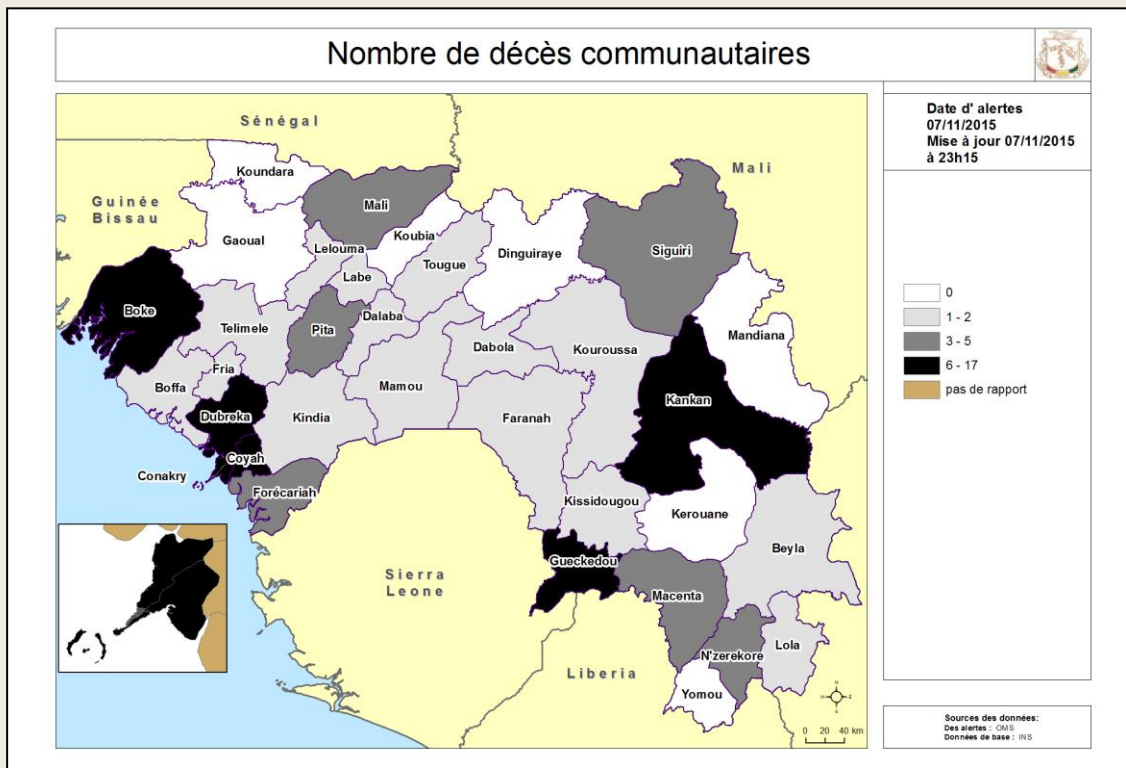 Nombre de décès communautaires
Date d' alertes
07/11/2015
Mise à jour 07/11/2015
à 23h15
Sénégal
Mali
Guinée
Bissau
Koundara
Mali
Gaoual
Koubia
Lelouma
Tougue
Dinguiraye
Siguiri
Labe
Boke
Telimele
Pita
Dalaba
Dabola
Kouroussa
Mandiana
Fria
Boffa
Mamou
Kankan
Dubreka
Kindia
Faranah
Coyah
Conakry
Forécariah
Kissidougou
Kerouane
Beyla
Gueckedou
Sierra
Leone
Macenta
Lola
N'zerekore
Liberia
Yomou
0
1 - 2
3 - 5
6 - 17
pas de rapport
N
W E
S
0 20 40 km
Sources des données:
Des alertes : OMS
Données de base : INS